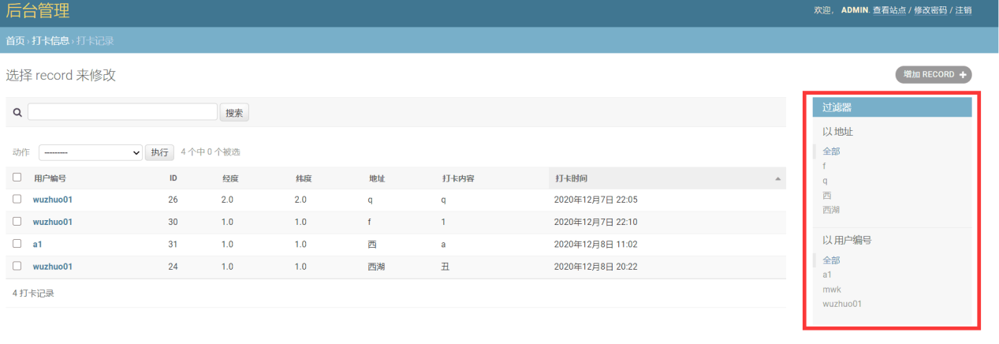 后台管理
欢迎， ADMIN. 查看站点 / 修改密码 / 注销
首页 › 打卡信息 › 打卡记录
选择 record 来修改
增加 RECORD +
搜索
动作 --------- 执行 4 个中 0 个被选
用户编号 ID 经度 纬度 地址 打卡内容 打卡时间
wuzhuo01 26 2.0 2.0 q q 2020年12月7日 22:05
wuzhuo01 30 1.0 1.0 f 1 2020年12月7日 22:10
a1 31 1.0 1.0 西 a 2020年12月8日 11:02
wuzhuo01 24 1.0 1.0 西湖 丑 2020年12月8日 20:22
4 打卡记录
过滤器
以 地址
全部
f
q
西
西湖
以 用户编号
全部
a1
mwk
wuzhuo01